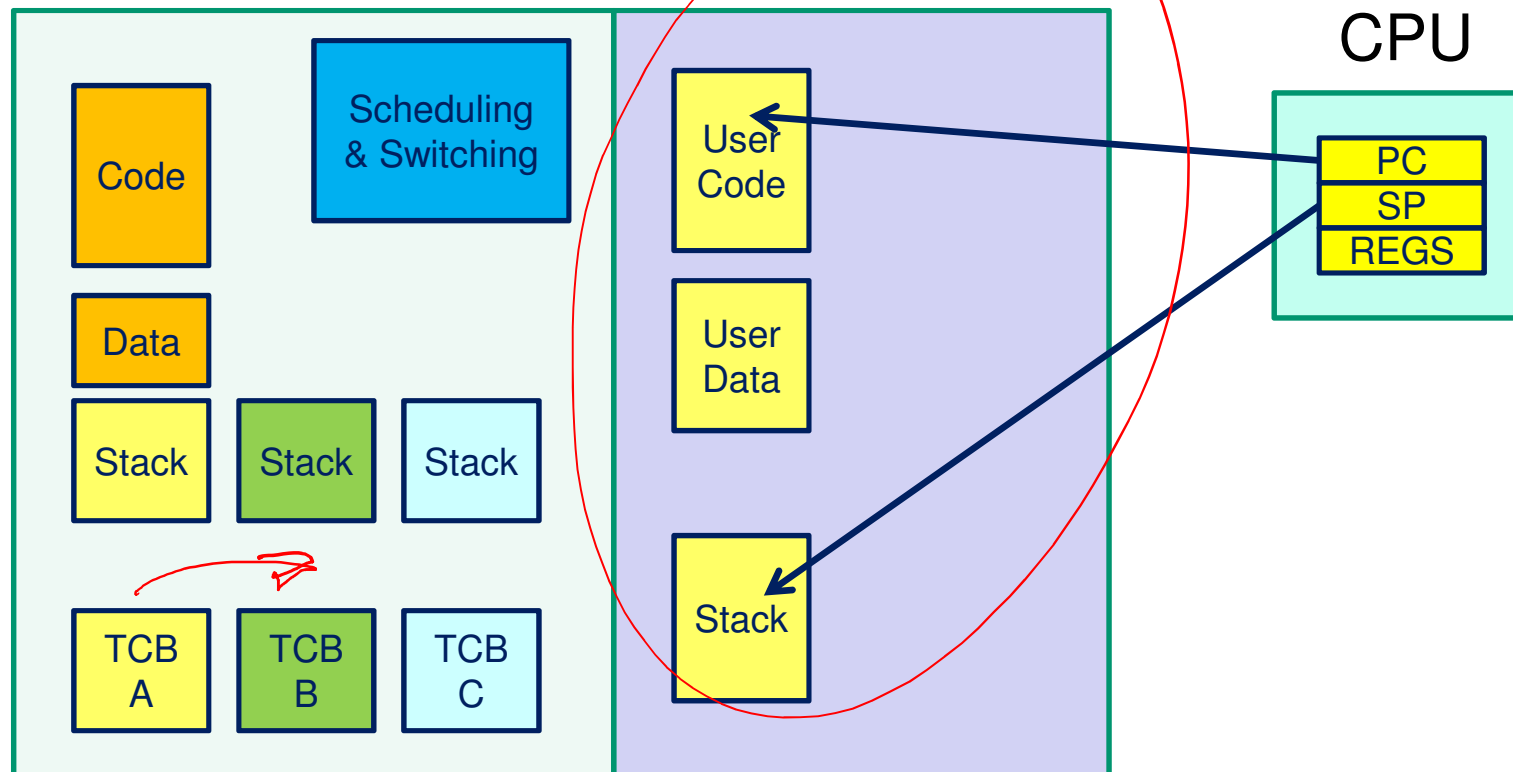 CPU
Scheduling
& Switching
Code
User
Code
PC
SP
REGS
Data
User
Data
Stack
Stack
Stack
Stack
TCB
A
TCB
B
TCB
C